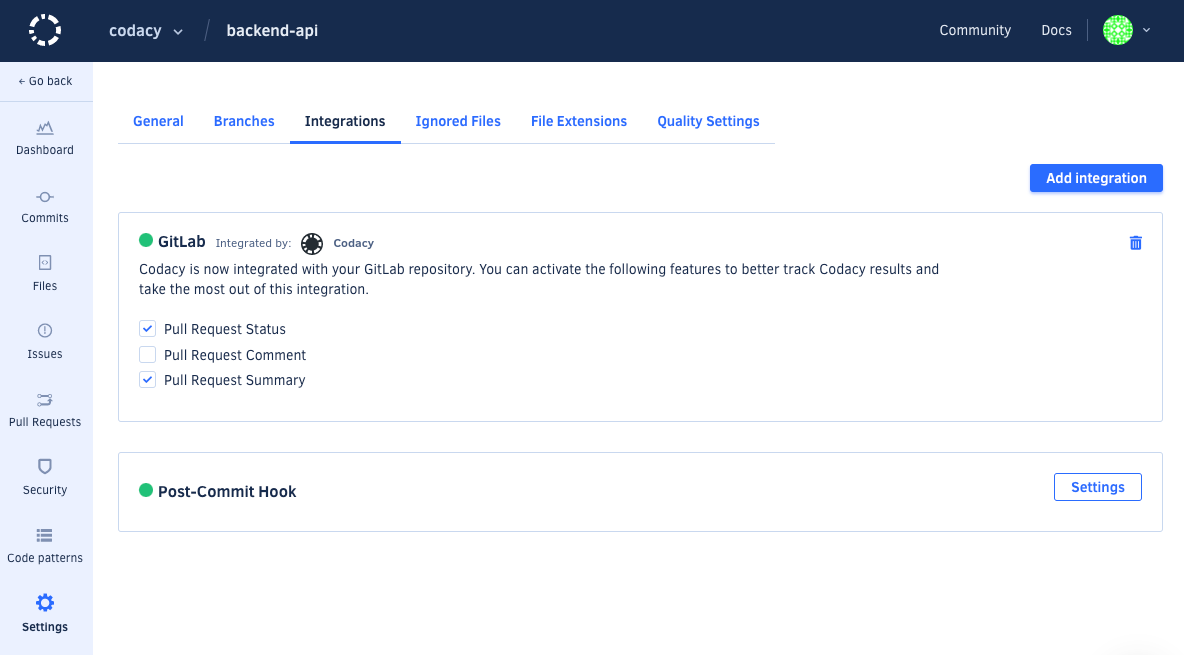 codacy
backend-api
Community
Docs
← Go back
Dashboard
Commits
Files
Issues
Pull Requests
Security
Code patterns
Settings
General
Branches
Integrations
Ignored Files
File Extensions
Quality Settings
Add integration
GitLab Integrated by: Codacy
Codacy is now integrated with your GitLab repository. You can activate the following features to better track Codacy results and
take the most out of this integration.
Pull Request Status
Pull Request Comment
Pull Request Summary
Post-Commit Hook
Settings